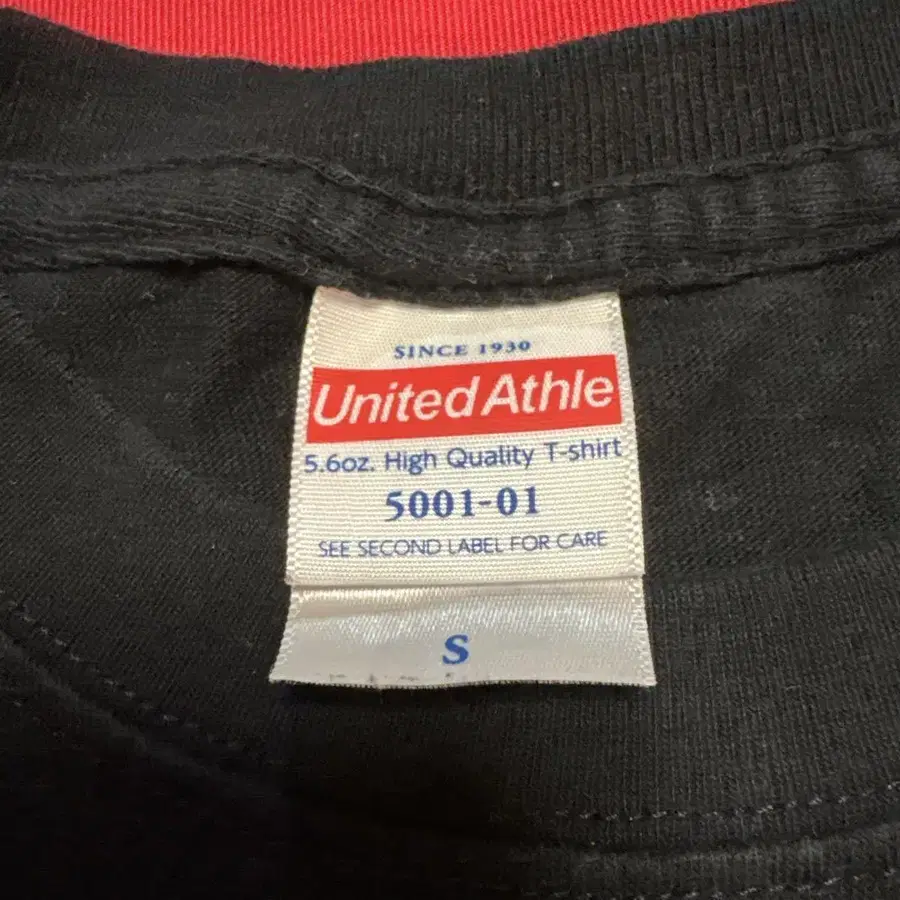 SINCE 1930
United Athle
5.6oz. High Quality T-shirt
5001-01
SEE SECOND LABEL FOR CARE
S